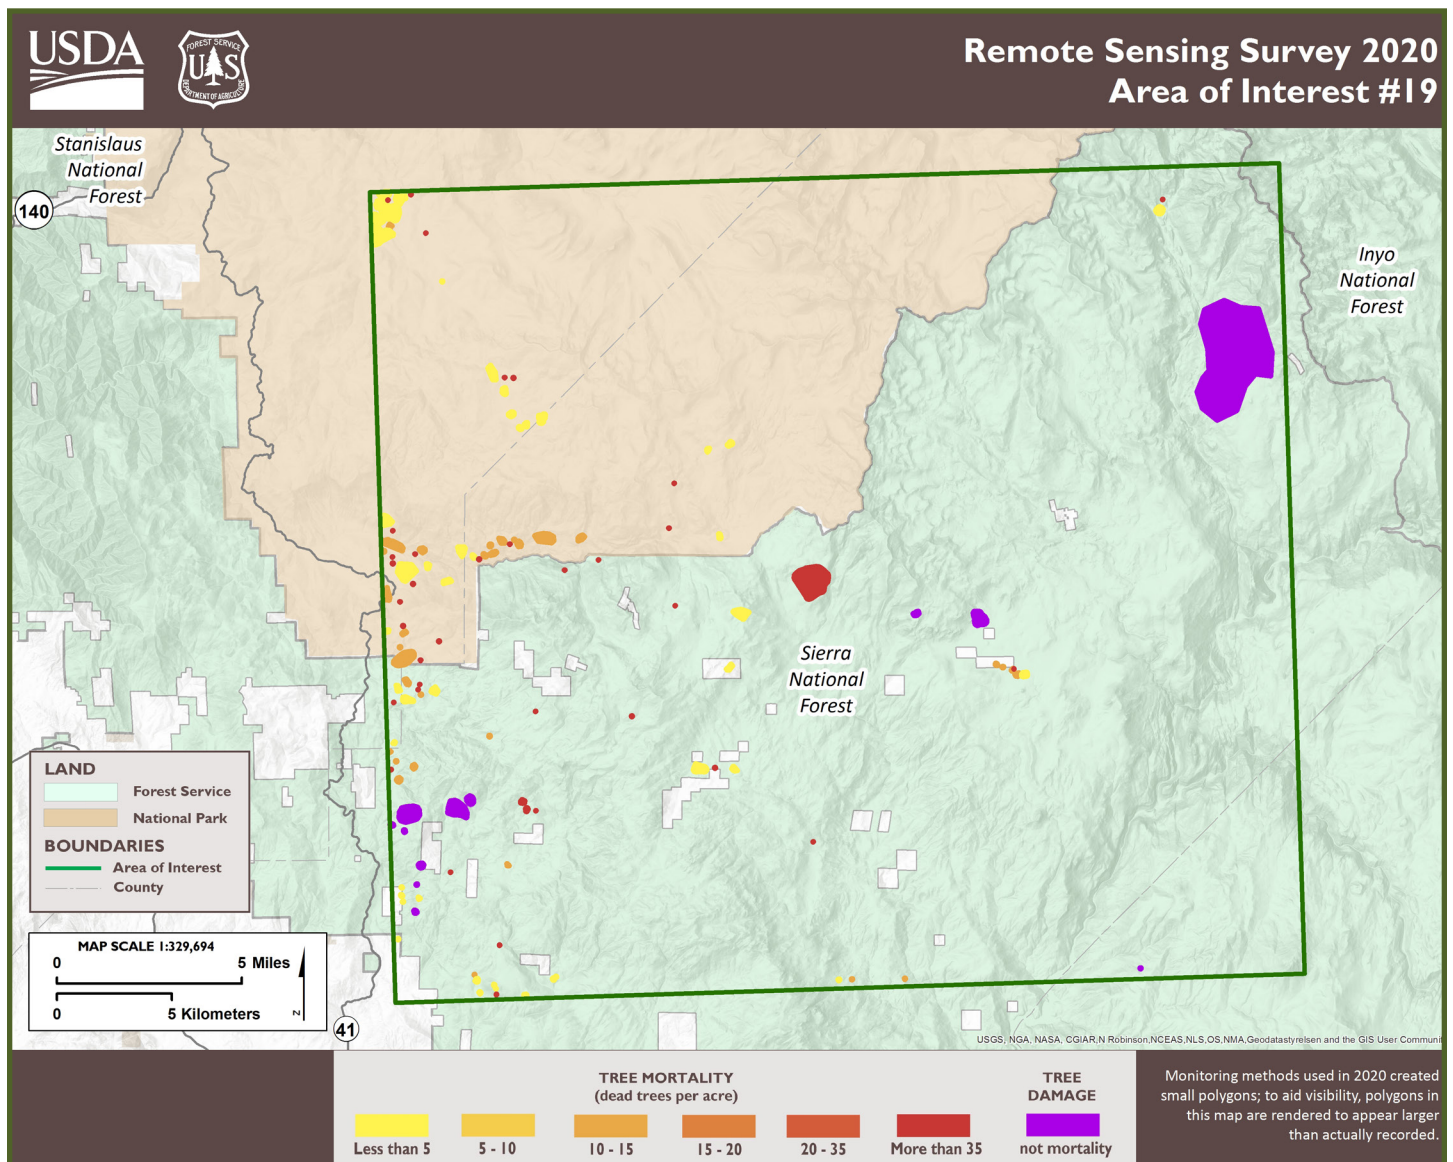 USDA
FOREST SERVICE
U S
DEPARTMENT OF AGRICULTURE
Remote Sensing Survey 2020
Area of Interest #19
Stanislaus
National
Forest
140
Inyo
National
Forest
Sierra
National
Forest
LAND
Forest Service
National Park
BOUNDARIES
Area of Interest
County
MAP SCALE 1:329,694
0 5 Miles
0 5 Kilometers
N
41
USGS, NGA, NASA, CGIAR,N Robinson,NCEAS,NLS,OS,NMA,Geodatastyrelsen and the GIS User Communi
TREE MORTALITY
(dead trees per acre)
Less than 5
5 - 10
10 - 15
15 - 20
20 - 35
More than 35
TREE
DAMAGE
not mortality
Monitoring methods used in 2020 created
small polygons; to aid visibility, polygons in
this map are rendered to appear larger
than actually recorded.